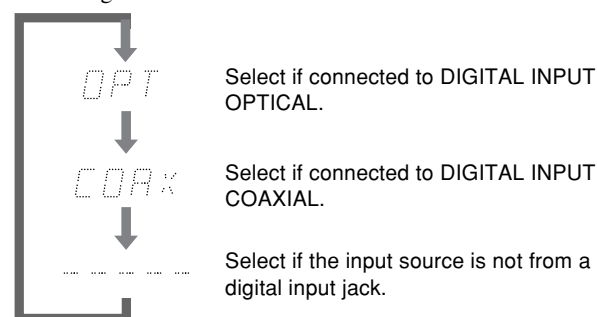 OPT
Select if connected to DIGITAL INPUT
OPTICAL.
COAX
Select if connected to DIGITAL INPUT
COAXIAL.
-----
Select if the input source is not from a
digital input jack.